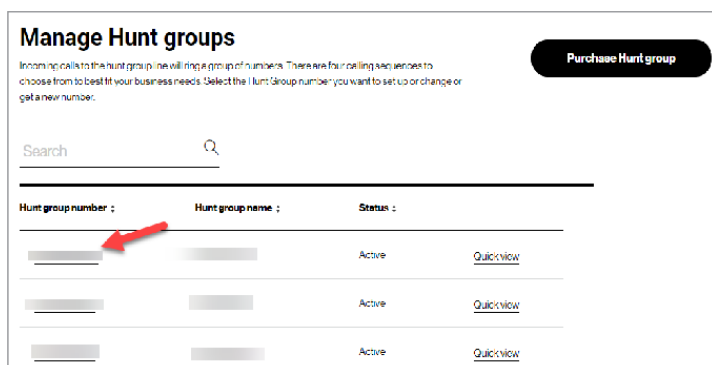 Manage Hunt groups
Purchase Hunt group
Incoming calls to the hunt group line will ring a group of numbers. There are four calling sequences to
choose from to best fit your business needs. Select the Hunt Group number you want to set up or change or
get a new number.
Search
Hunt group number Hunt group name Status
Active Quick view
Active Quick view
Active Quick view